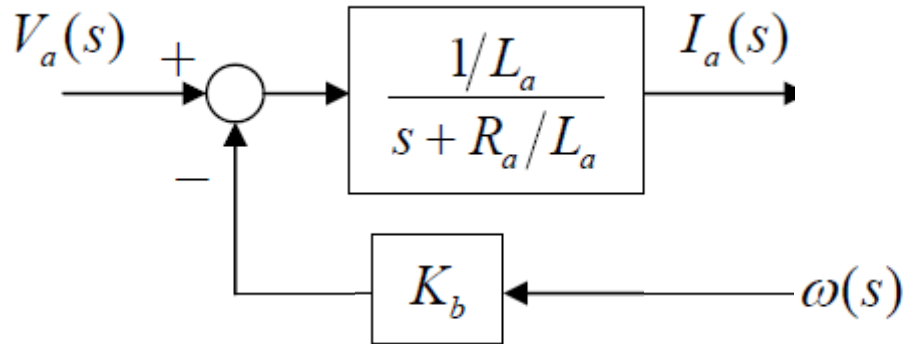 V_a(s)
+
1/L_a
s + R_a/L_a
I_a(s)
−
K_b
ω(s)